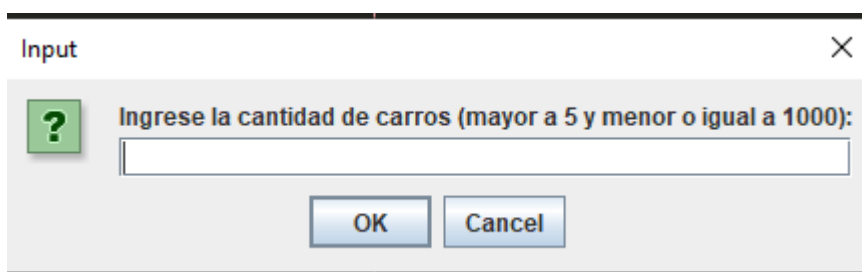 Input
Ingrese la cantidad de carros (mayor a 5 y menor o igual a 1000):
OK Cancel